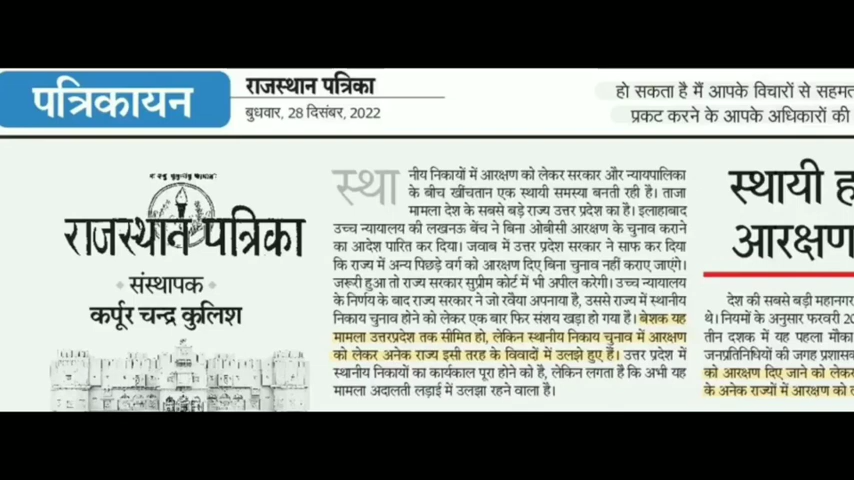 पत्रिकायन
राजस्थान पत्रिका
बुधवार, 28 दिसंबर, 2022
हो सकता है मैं आपके विचारों से सहमत
प्रकट करने के आपके अधिकारों की
राजस्थान पत्रिका
संस्थापक
कर्पूर चन्द्र कुलिश
स्थानीय निकायों में आरक्षण को लेकर सरकार और न्यायपालिका
के बीच खींचतान एक स्थायी समस्या बनती रही है। ताजा
मामला देश के सबसे बड़े राज्य उत्तर प्रदेश का है। इलाहाबाद
उच्च न्यायालय की लखनऊ बेंच ने बिना ओबीसी आरक्षण के चुनाव कराने
का आदेश पारित कर दिया। जवाब में उत्तर प्रदेश सरकार ने साफ कर दिया
कि राज्य में अन्य पिछड़े वर्ग को आरक्षण दिए बिना चुनाव नहीं कराए जाएंगे।
जरूरी हुआ तो राज्य सरकार सुप्रीम कोर्ट में भी अपील करेगी। उच्च न्यायालय
के निर्णय के बाद राज्य सरकार ने जो रवैया अपनाया है, उससे राज्य में स्थानीय
निकाय चुनाव होने को लेकर एक बार फिर संशय खड़ा हो गया है। बेशक यह
मामला उत्तरप्रदेश तक सीमित हो, लेकिन स्थानीय निकाय चुनाव में आरक्षण
को लेकर अनेक राज्य इसी तरह के विवादों में उलझे हुए हैं। उत्तर प्रदेश में
स्थानीय निकायों का कार्यकाल पूरा होने को है, लेकिन लगता है कि अभी यह
मामला अदालती लड़ाई में उलझा रहने वाला है।
स्थायी ह
आरक्षण
देश की सबसे बड़ी महानगर
थे। नियमों के अनुसार फरवरी 20
तीन दशक में यह पहला मौका
जनप्रतिनिधियों की जगह प्रशासव
को आरक्षण दिए जाने को लेकर
के अनेक राज्यों में आरक्षण को ल